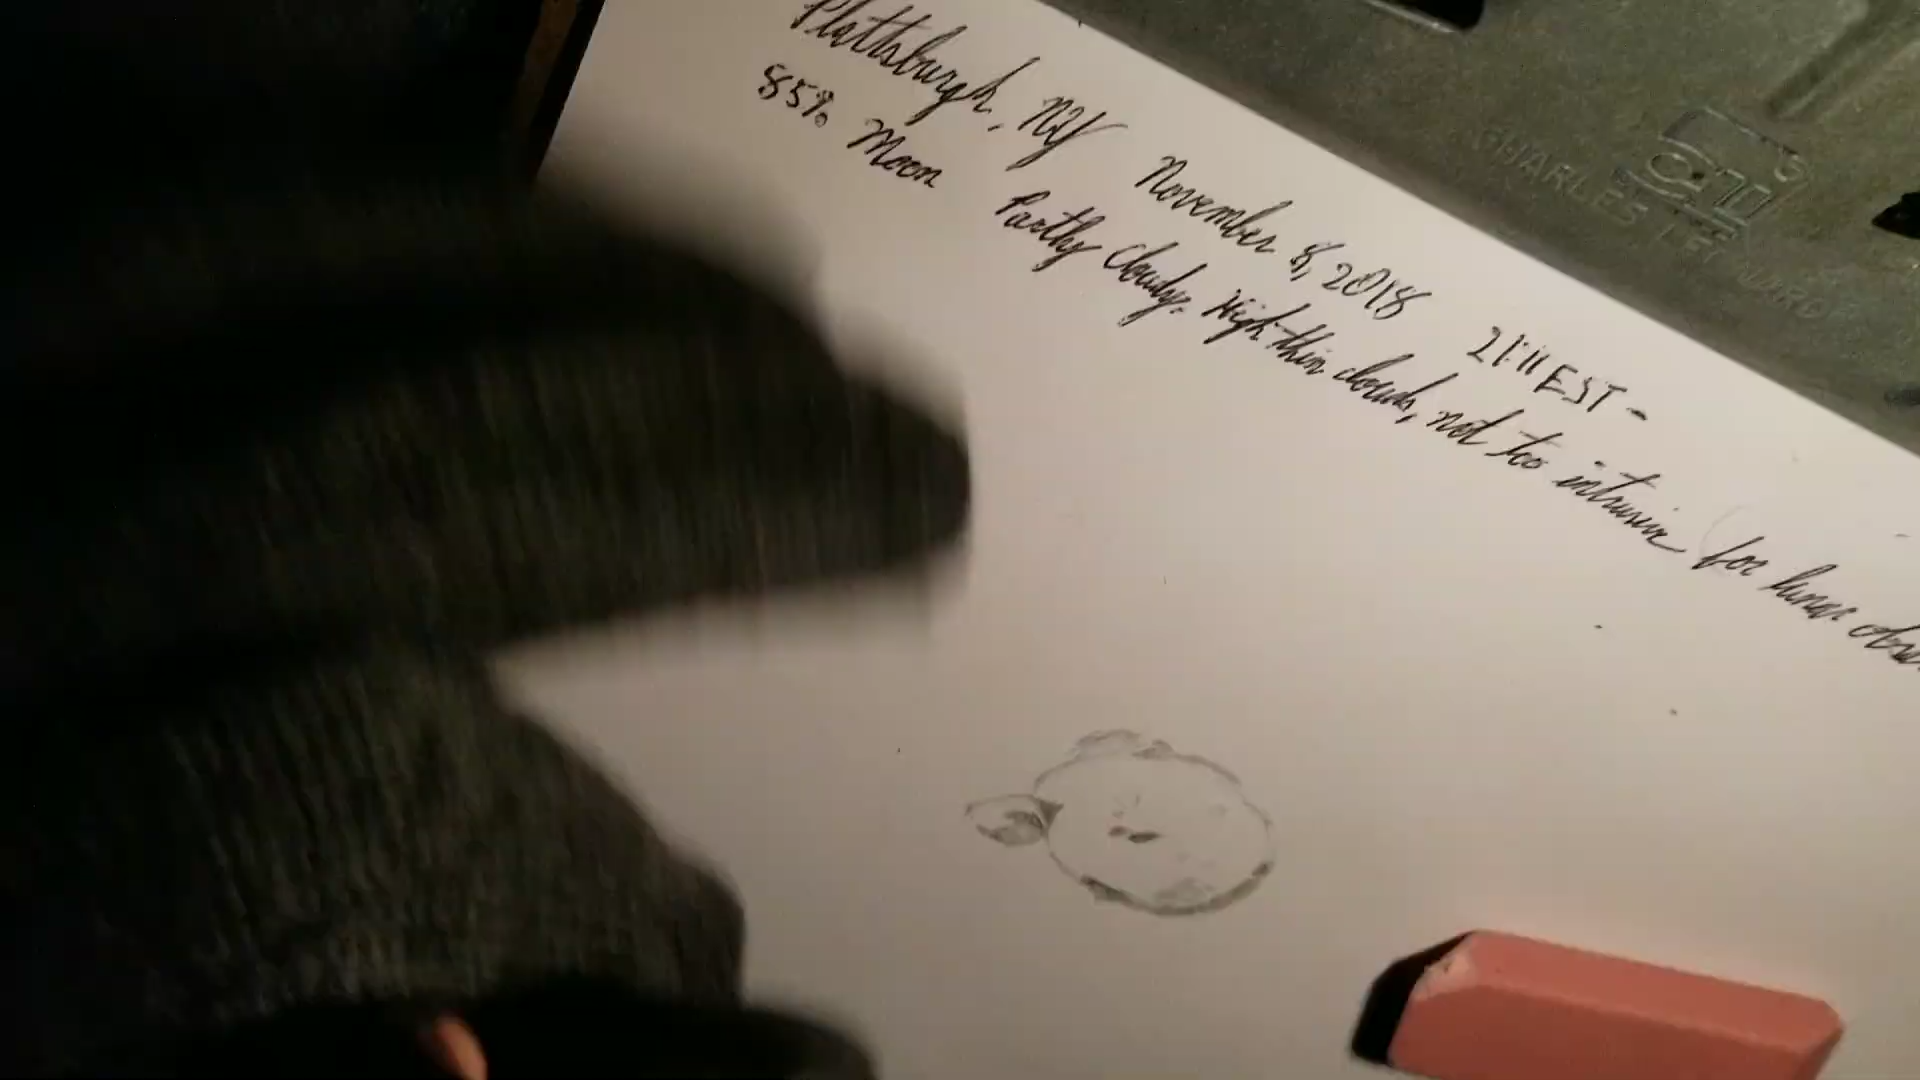 Plattsburgh, NY November 8, 2018 21:11 EST -
85% Moon Partly Cloudy. High thin clouds, not too intrusive for lunar
CHARLES